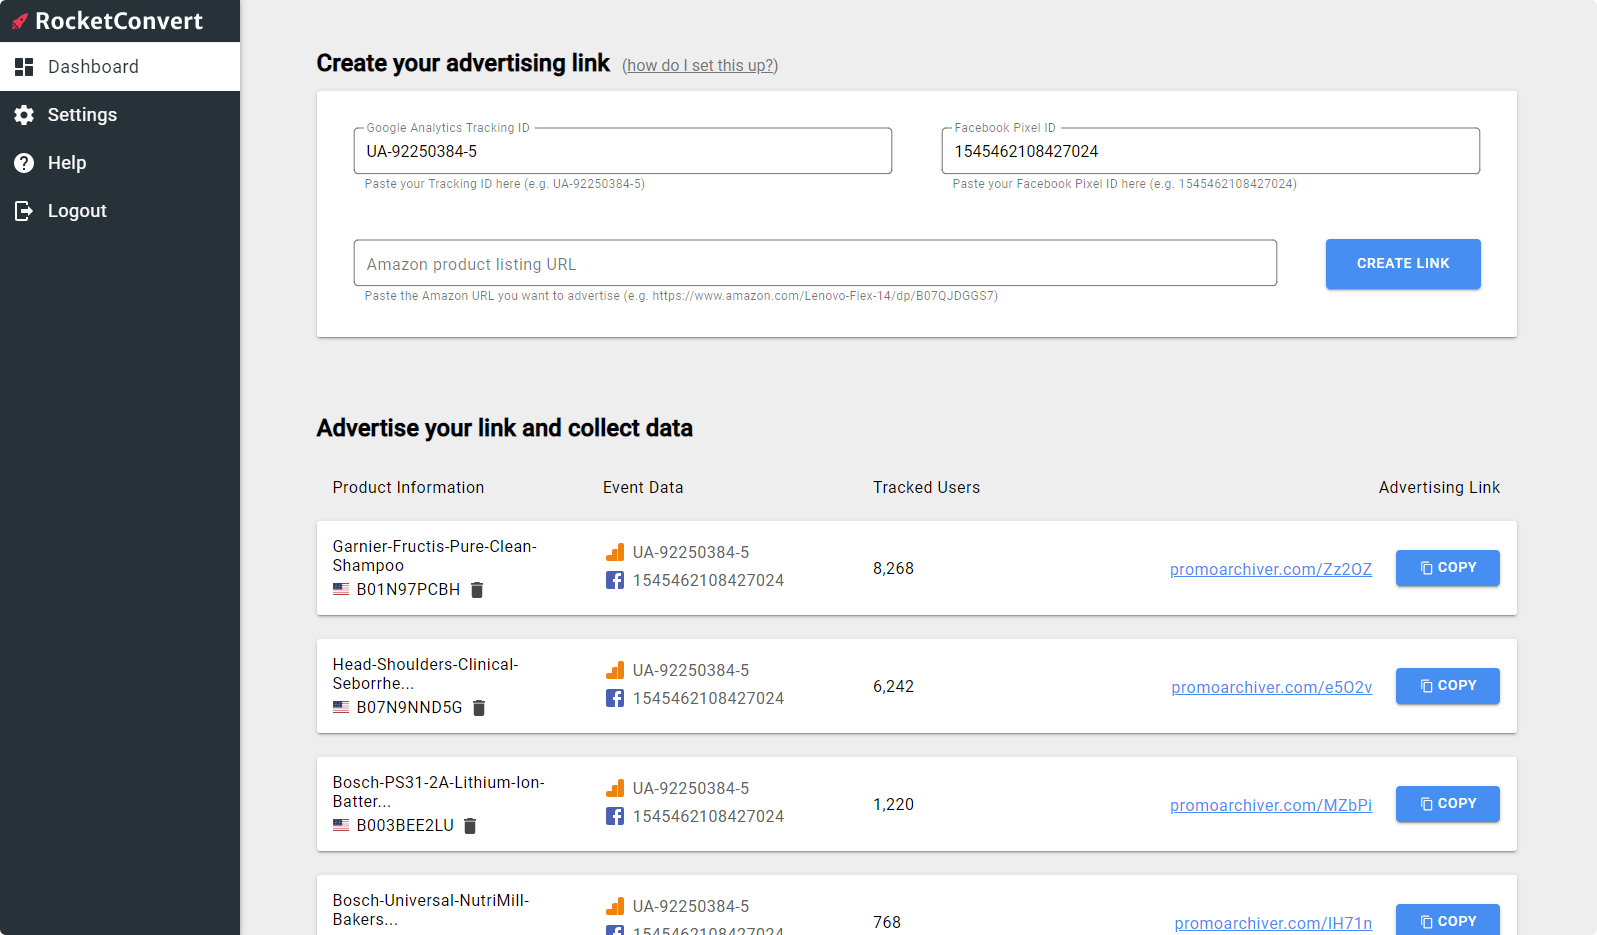 RocketConvert
Dashboard
Settings
Help
Logout
Create your advertising link (how do I set this up?)
Google Analytics Tracking ID
UA-92250384-5
Paste your Tracking ID here (e.g. UA-92250384-5)
Facebook Pixel ID
1545462108427024
Paste your Facebook Pixel ID here (e.g. 1545462108427024)
Amazon product listing URL
Paste the Amazon URL you want to advertise (e.g. https://www.amazon.com/Lenovo-Flex-14/dp/B07QJDGGS7)
CREATE LINK
Advertise your link and collect data
Product Information Event Data Tracked Users Advertising Link
Garnier-Fructis-Pure-Clean-
Shampoo
B01N97PCBH
UA-92250384-5
1545462108427024
8,268
promoarchiver.com/Zz2OZ
COPY
Head-Shoulders-Clinical-
Seborrhe...
B07N9NND5G
UA-92250384-5
1545462108427024
6,242
promoarchiver.com/e5O2v
COPY
Bosch-PS31-2A-Lithium-Ion-
Batter...
B003BEE2LU
UA-92250384-5
1545462108427024
1,220
promoarchiver.com/MZbPi
COPY
Bosch-Universal-NutriMill-
Bakers...
UA-92250384-5
1545462108427024
768
promoarchiver.com/IH71n
COPY